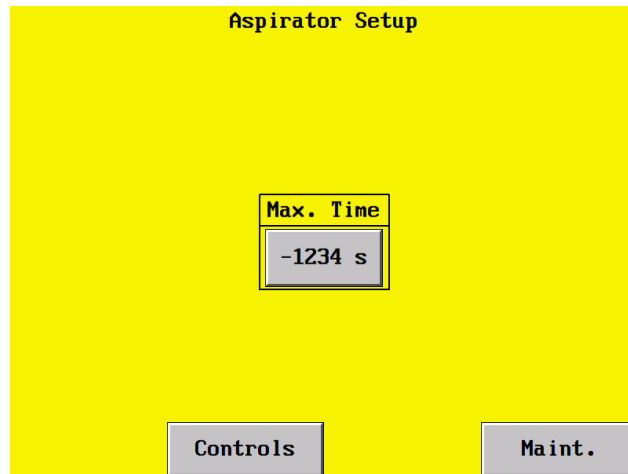 Aspirator Setup
Max. Time
-1234 s
Controls
Maint.